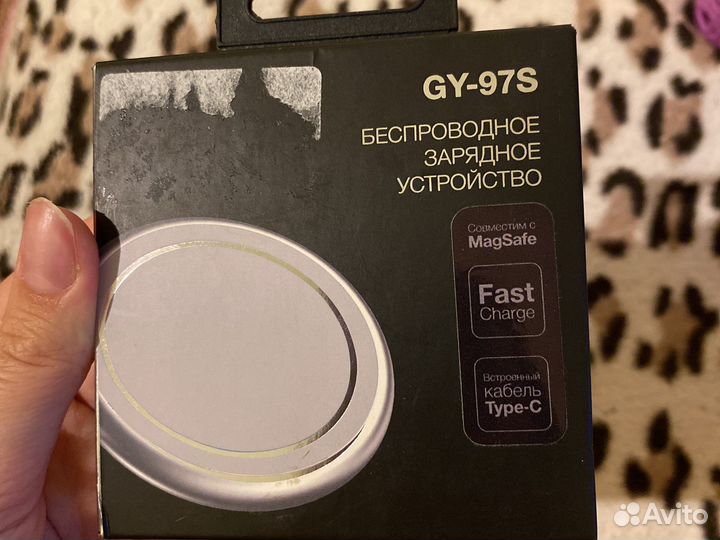 GY-97S
БЕСПРОВОДНОЕ
ЗАРЯДНОЕ
УСТРОЙСТВО
Совместим с
MagSafe
Fast
Charge
Встроенный
кабель
Type-C
Avito